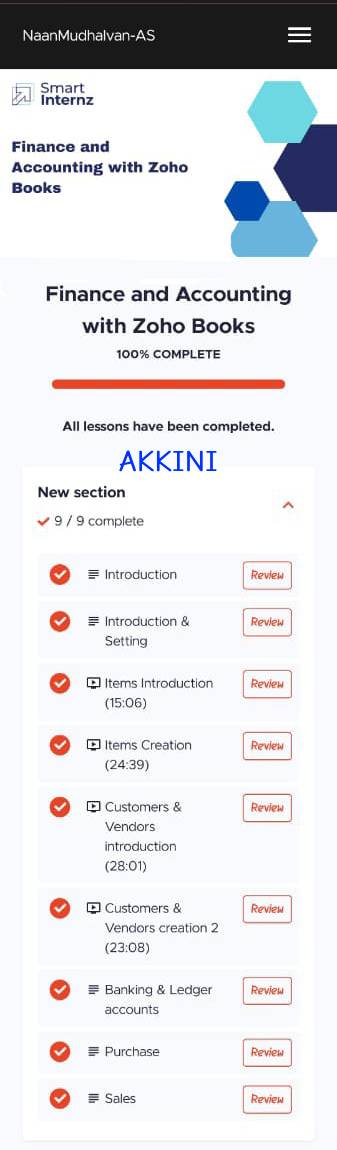 NaanMudhalvan-AS
Smart
Internz
Finance and
Accounting with Zoho
Books
Finance and Accounting
with Zoho Books
100% COMPLETE
All lessons have been completed.
AKKINI
New section
9 / 9 complete
Introduction
Review
Introduction &
Setting
Review
Items Introduction
(15:06)
Review
Items Creation
(24:39)
Review
Customers &
Vendors
introduction
(28:01)
Review
Customers &
Vendors creation 2
(23:08)
Review
Banking & Ledger
accounts
Review
Purchase
Review
Sales
Review